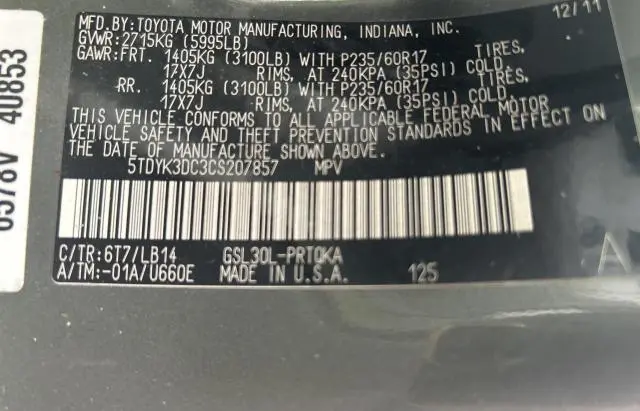 MFD.BY:TOYOTA MOTOR MANUFACTURING, INDIANA, INC. 12/11
GVWR:2715KG (5995LB)
GAWR:FRT. 1405KG (3100LB) WITH P235/60R17 TIRES,
17X7J RIMS, AT 240KPA (35PSI) COLD.
RR. 1405KG (3100LB) WITH P235/60R17 TIRES,
17X7J RIMS, AT 240KPA (35PSI) COLD.
THIS VEHICLE CONFORMS TO ALL APPLICABLE FEDERAL MOTOR
VEHICLE SAFETY AND THEFT PREVENTION STANDARDS IN EFFECT ON
THE DATE OF MANUFACTURE SHOWN ABOVE.
5TDYK3DC3CS207857 MPV
C/TR:6T7/LB14 GSL30L-PRTQKA
A/TM:-01A/U660E MADE IN U.S.A. 125
A
6578V 40853